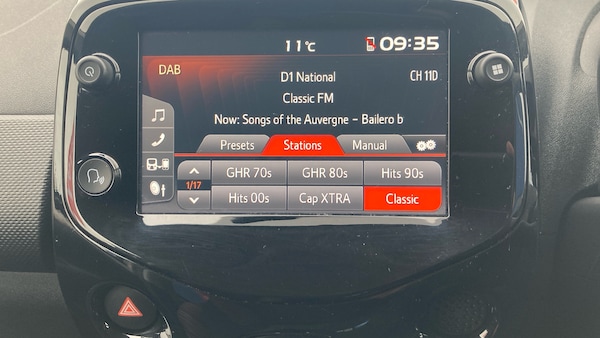 11°C 09:35
DAB D1 National CH 11D
Classic FM
Now: Songs of the Auvergne – Bailero b
Presets Stations Manual
GHR 70s GHR 80s Hits 90s
1/17
Hits 00s Cap XTRA Classic